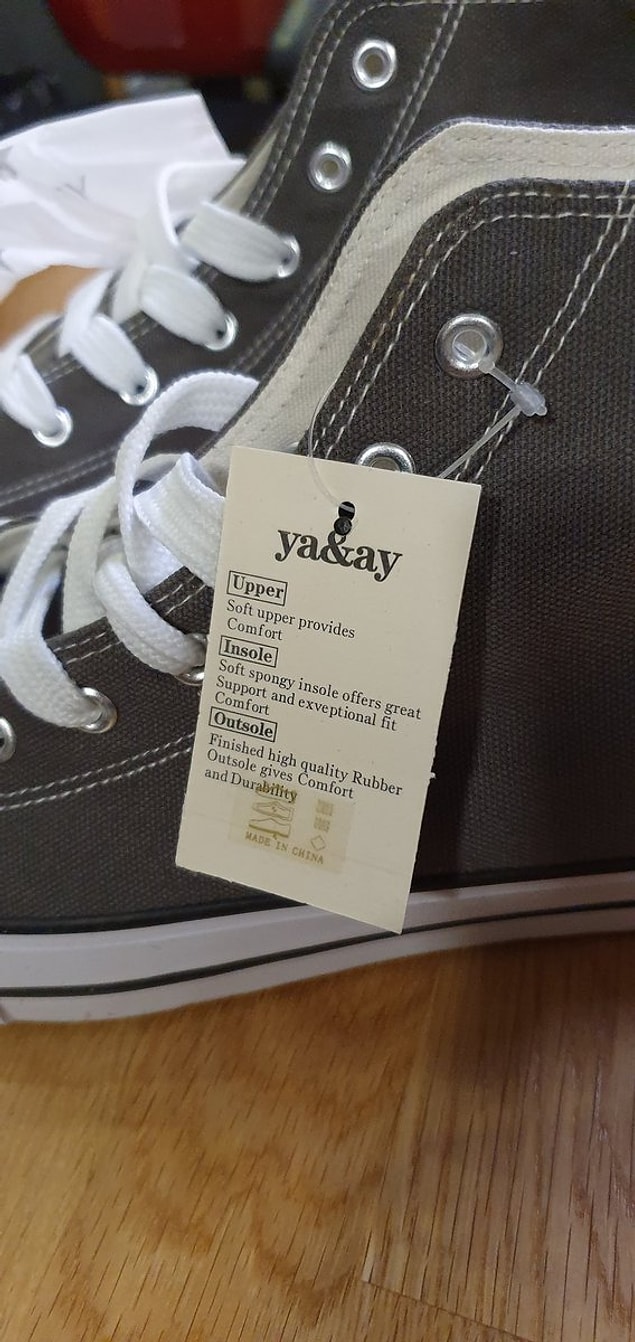 ya&ay
Upper
Soft upper provides
Comfort
Insole
Soft spongy insole offers great
Support and exveptional fit
Comfort
Outsole
Finished high quality Rubber
Outsole gives Comfort
and Durability
MADE IN CHINA